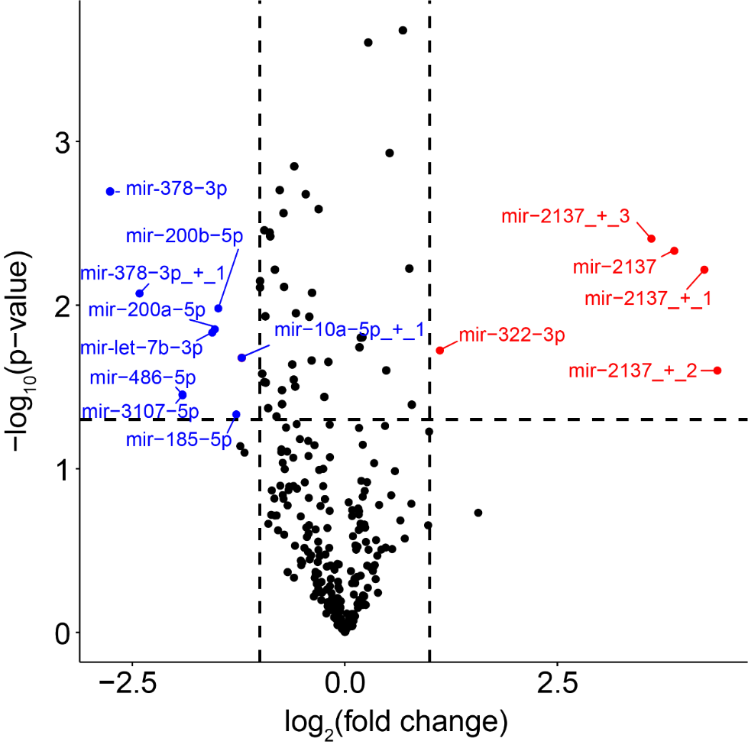 3
mir−378−3p
mir−2137_+_3
mir−200b−5p
mir−2137
mir−378−3p_+_1
mir−2137_+_1
2
mir−200a−5p
mir−10a−5p_+_1
mir−322−3p
mir−let−7b−3p
mir−486−5p
mir−2137_+_2
mir−3107−5p
mir−185−5p
1
0
−log10(p−value)
−2.5 0.0 2.5
log2(fold change)